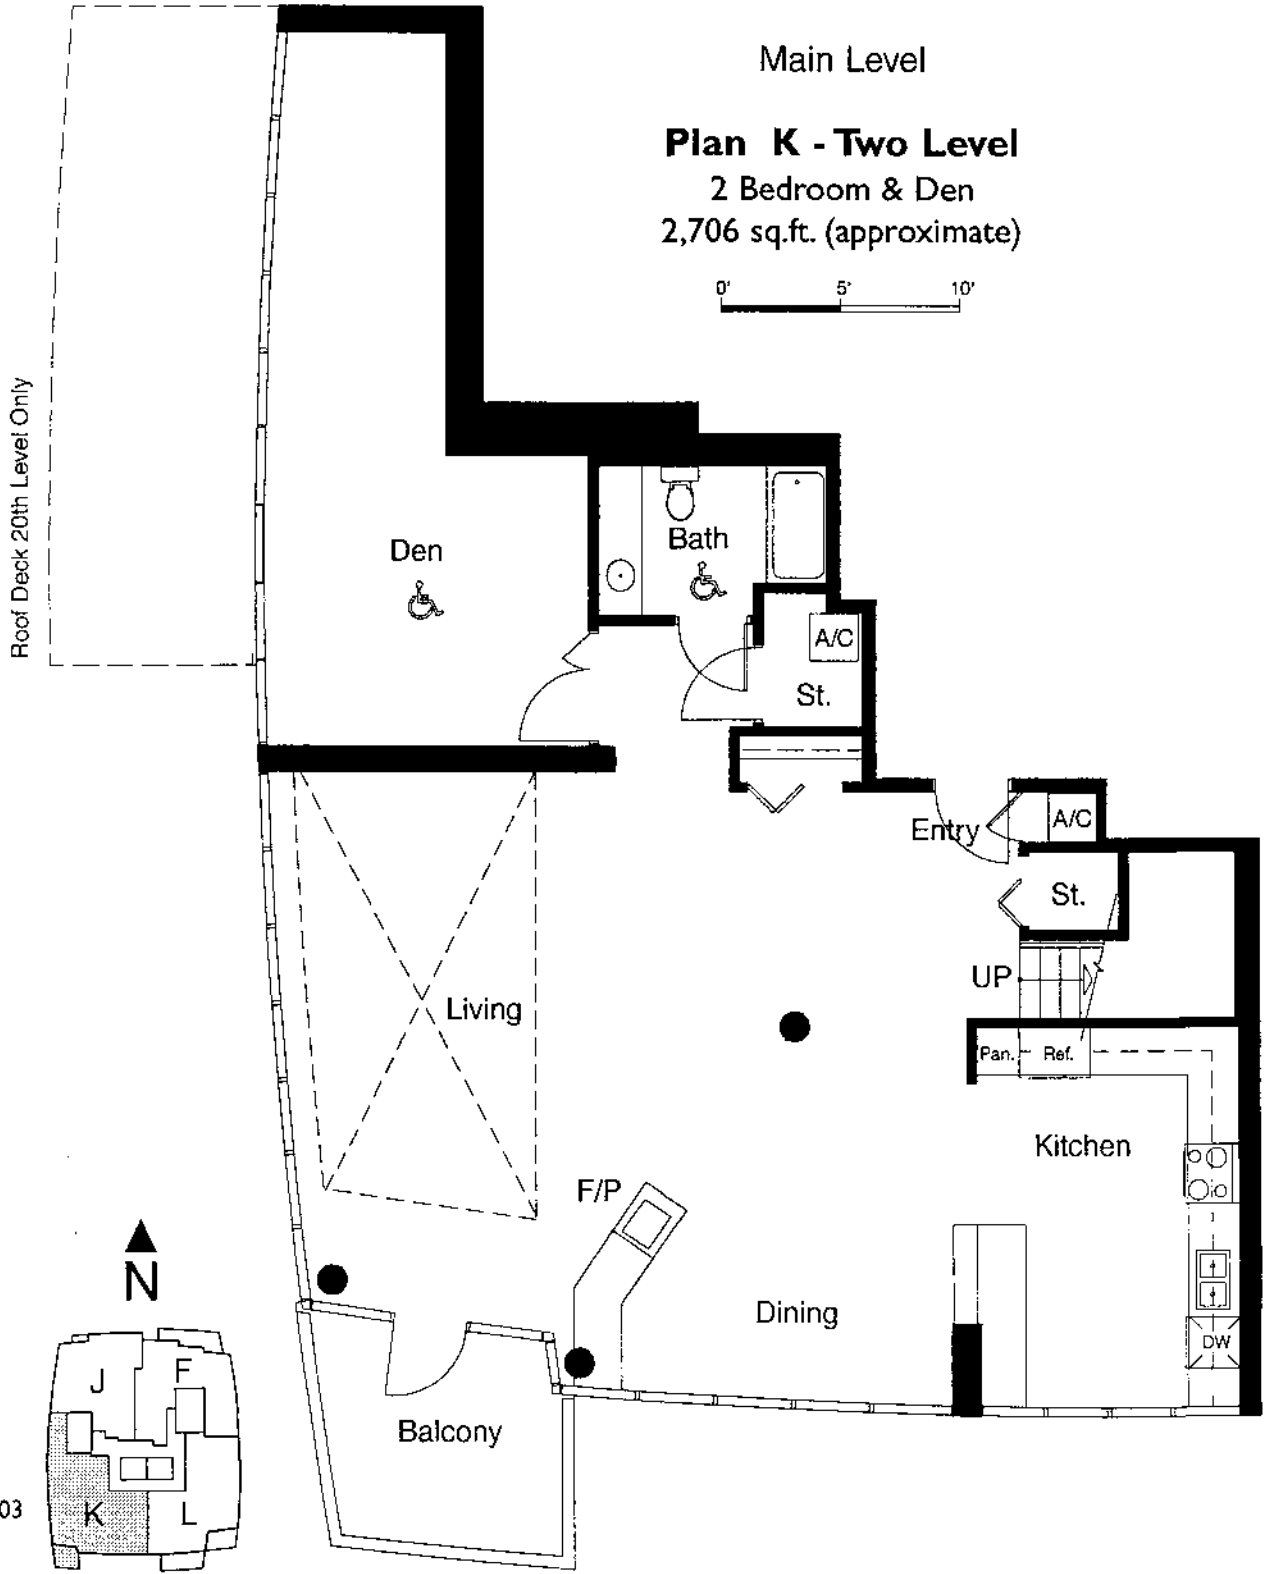 Main Level
Plan K - Two Level
2 Bedroom & Den
2,706 sq.ft. (approximate)
0' 5' 10'
Roof Deck 20th Level Only
Den
Bath
A/C
St.
Entry
A/C
St.
UP
Living
Pan. Ref.
Kitchen
F/P
Dining
DW
Balcony
N
J F
K L
03